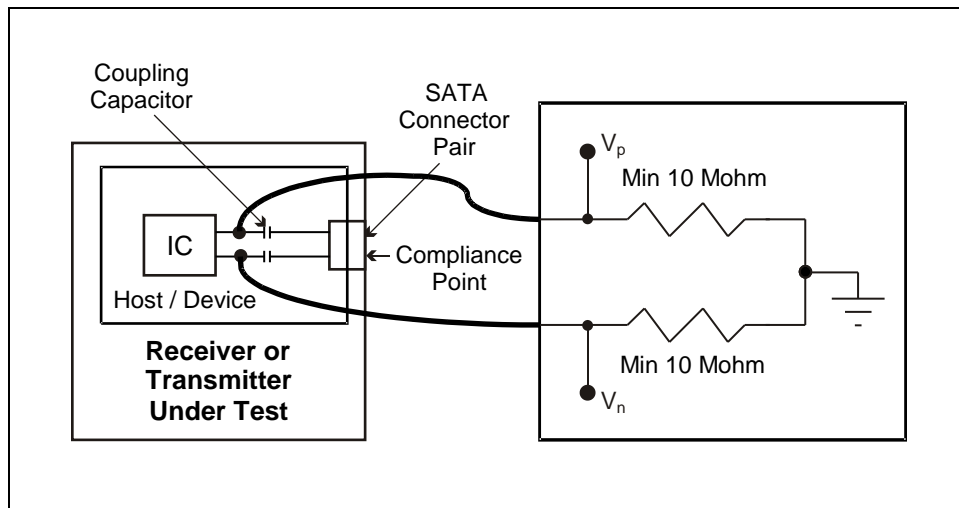 Coupling
Capacitor
SATA
Connector
Pair
IC
Host / Device
Compliance
Point
Receiver or
Transmitter
Under Test
Vp
Min 10 Mohm
Min 10 Mohm
Vn